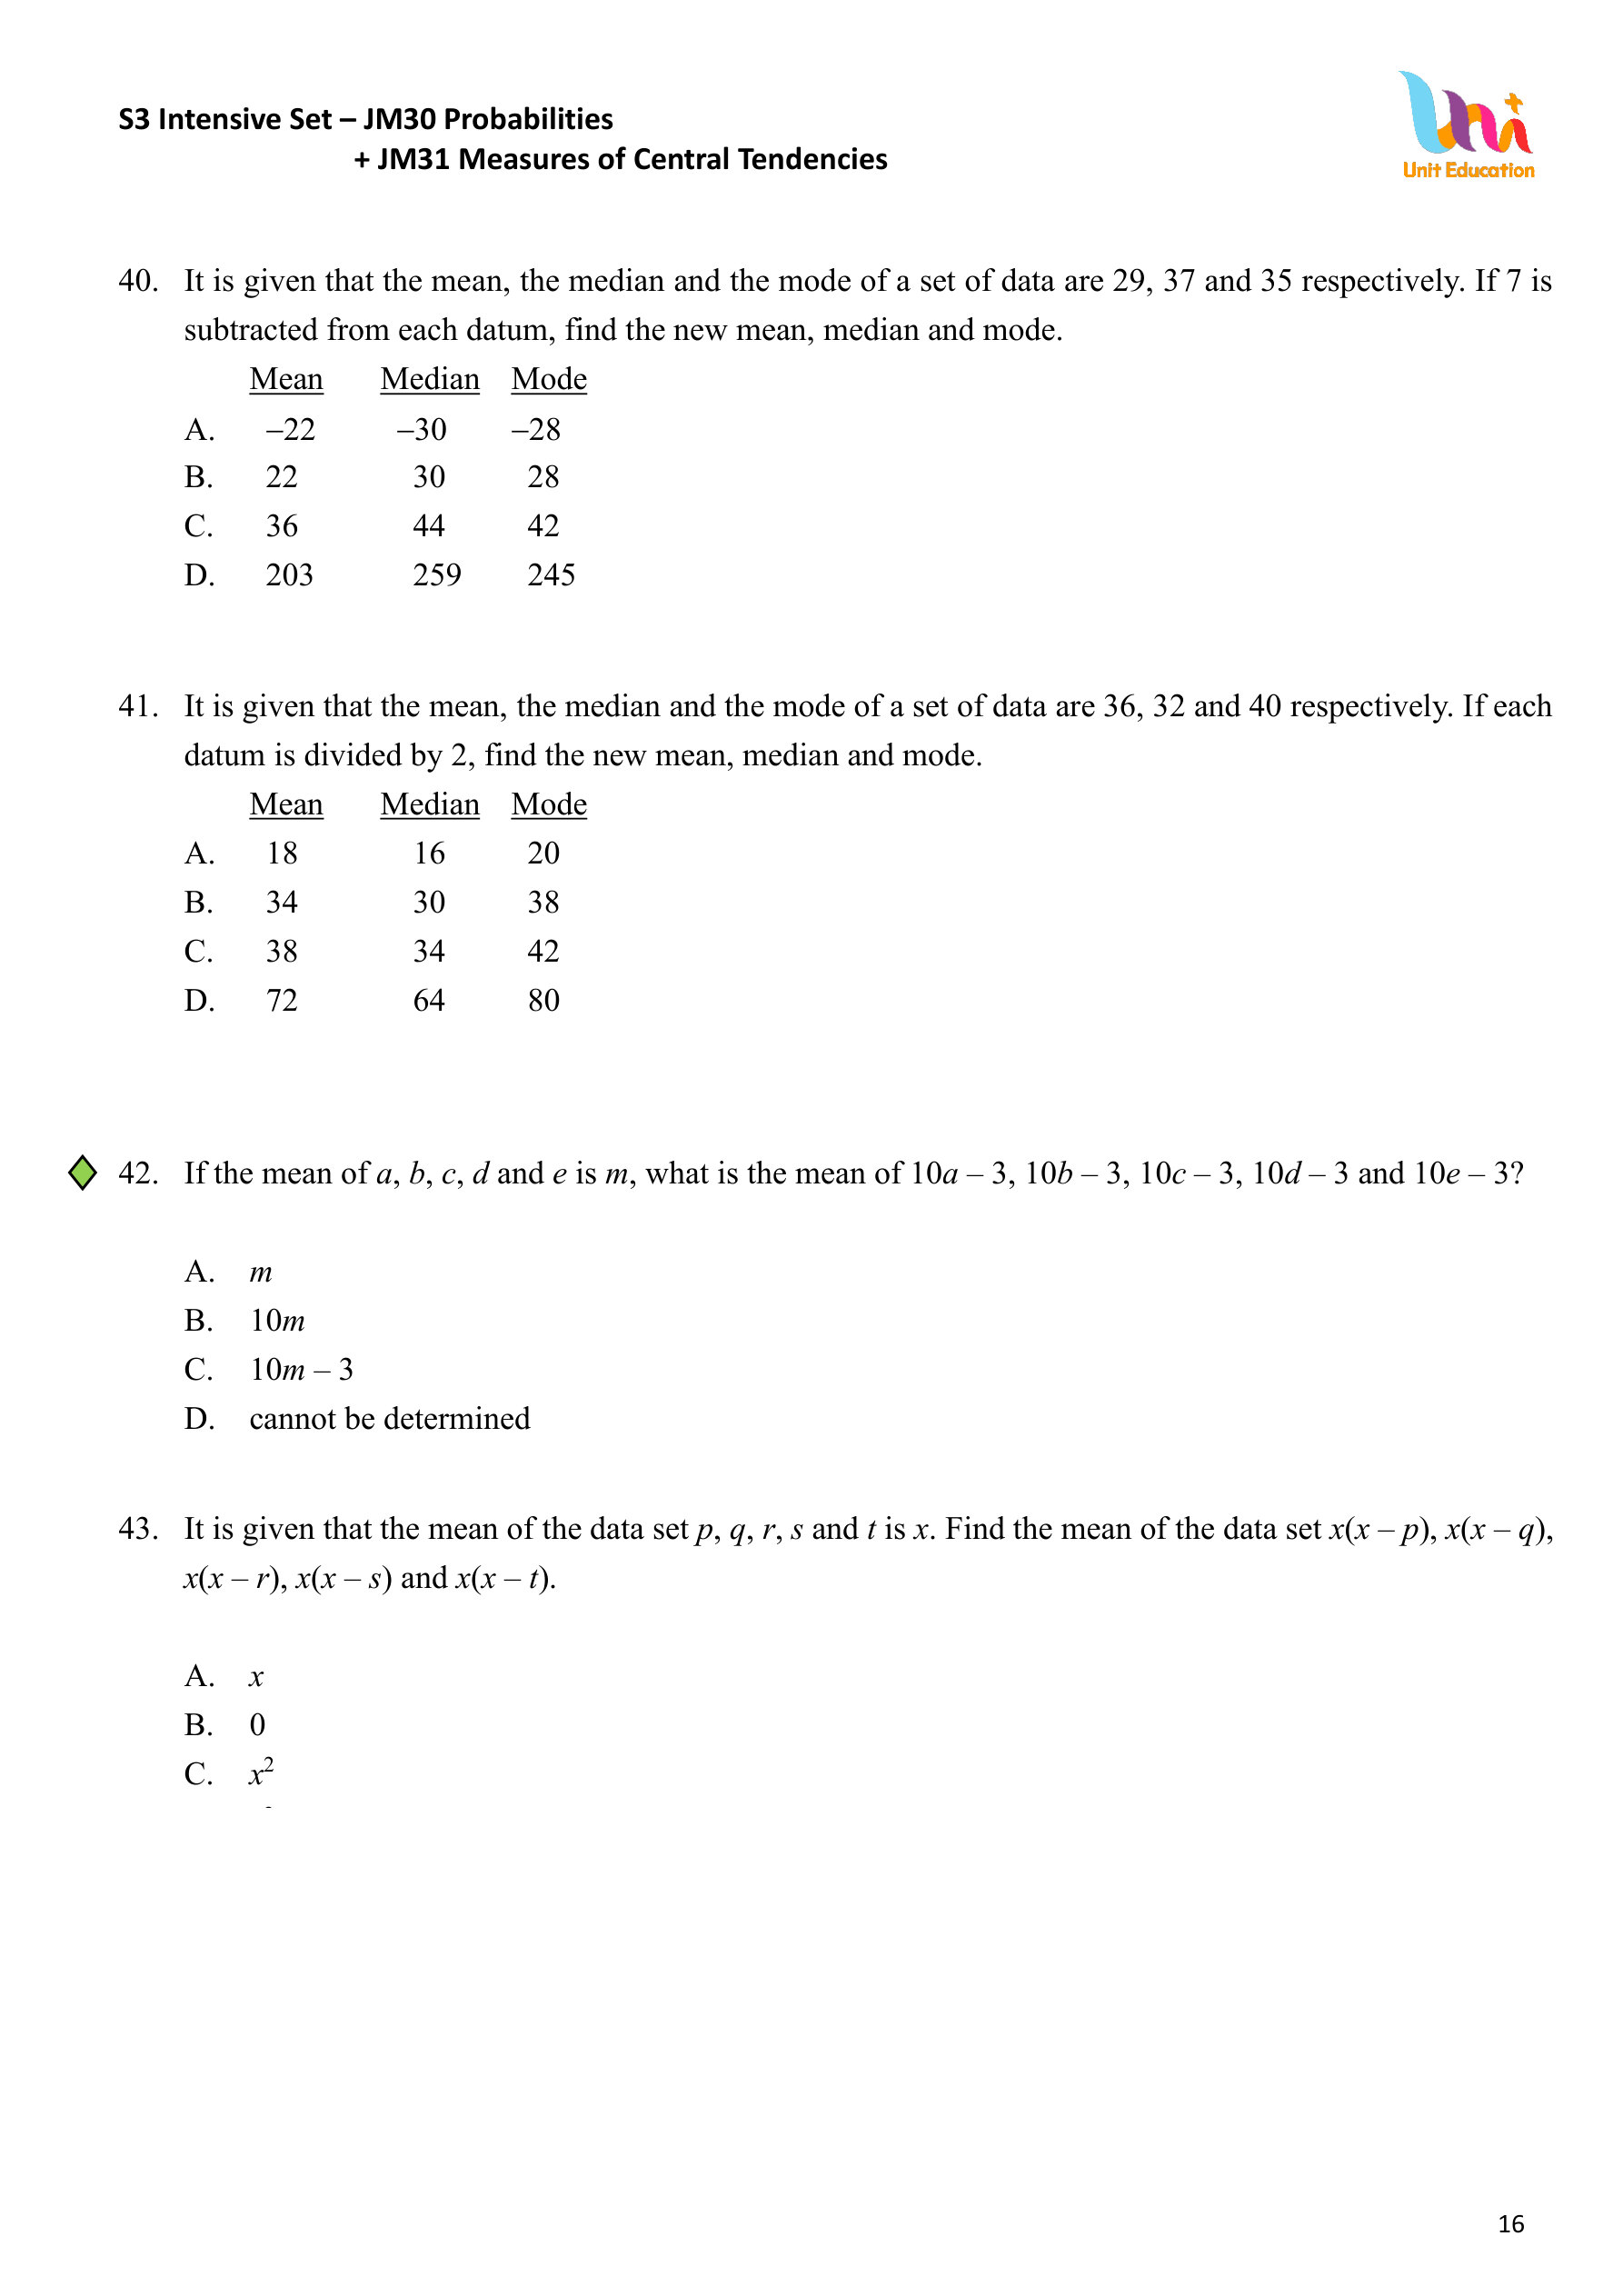 S3 Intensive Set – JM30 Probabilities
+ JM31 Measures of Central Tendencies
Unit Education
40. It is given that the mean, the median and the mode of a set of data are 29, 37 and 35 respectively. If 7 is
subtracted from each datum, find the new mean, median and mode.
Mean Median Mode
A. –22 –30 –28
B. 22 30 28
C. 36 44 42
D. 203 259 245
41. It is given that the mean, the median and the mode of a set of data are 36, 32 and 40 respectively. If each
datum is divided by 2, find the new mean, median and mode.
Mean Median Mode
A. 18 16 20
B. 34 30 38
C. 38 34 42
D. 72 64 80
42. If the mean of a, b, c, d and e is m, what is the mean of 10a – 3, 10b – 3, 10c – 3, 10d – 3 and 10e – 3?
A. m
B. 10m
C. 10m – 3
D. cannot be determined
43. It is given that the mean of the data set p, q, r, s and t is x. Find the mean of the data set x(x – p), x(x – q),
x(x – r), x(x – s) and x(x – t).
A. x
B. 0
C. x²
16